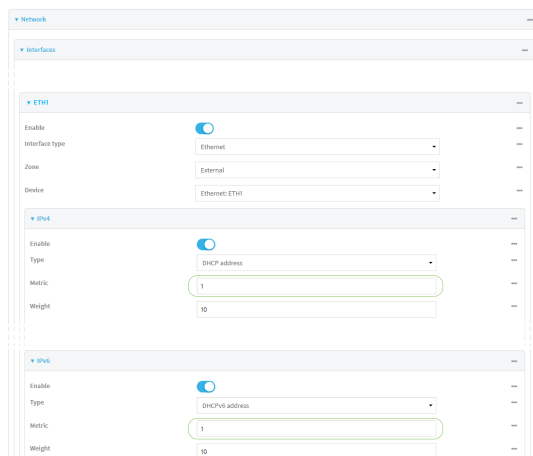 Network
Interfaces
ETH1
Enable
Interface type Ethernet
Zone External
Device Ethernet: ETH1
IPv4
Enable
Type DHCP address
Metric 1
Weight 10
IPv6
Enable
Type DHCPv6 address
Metric 1
Weight 10